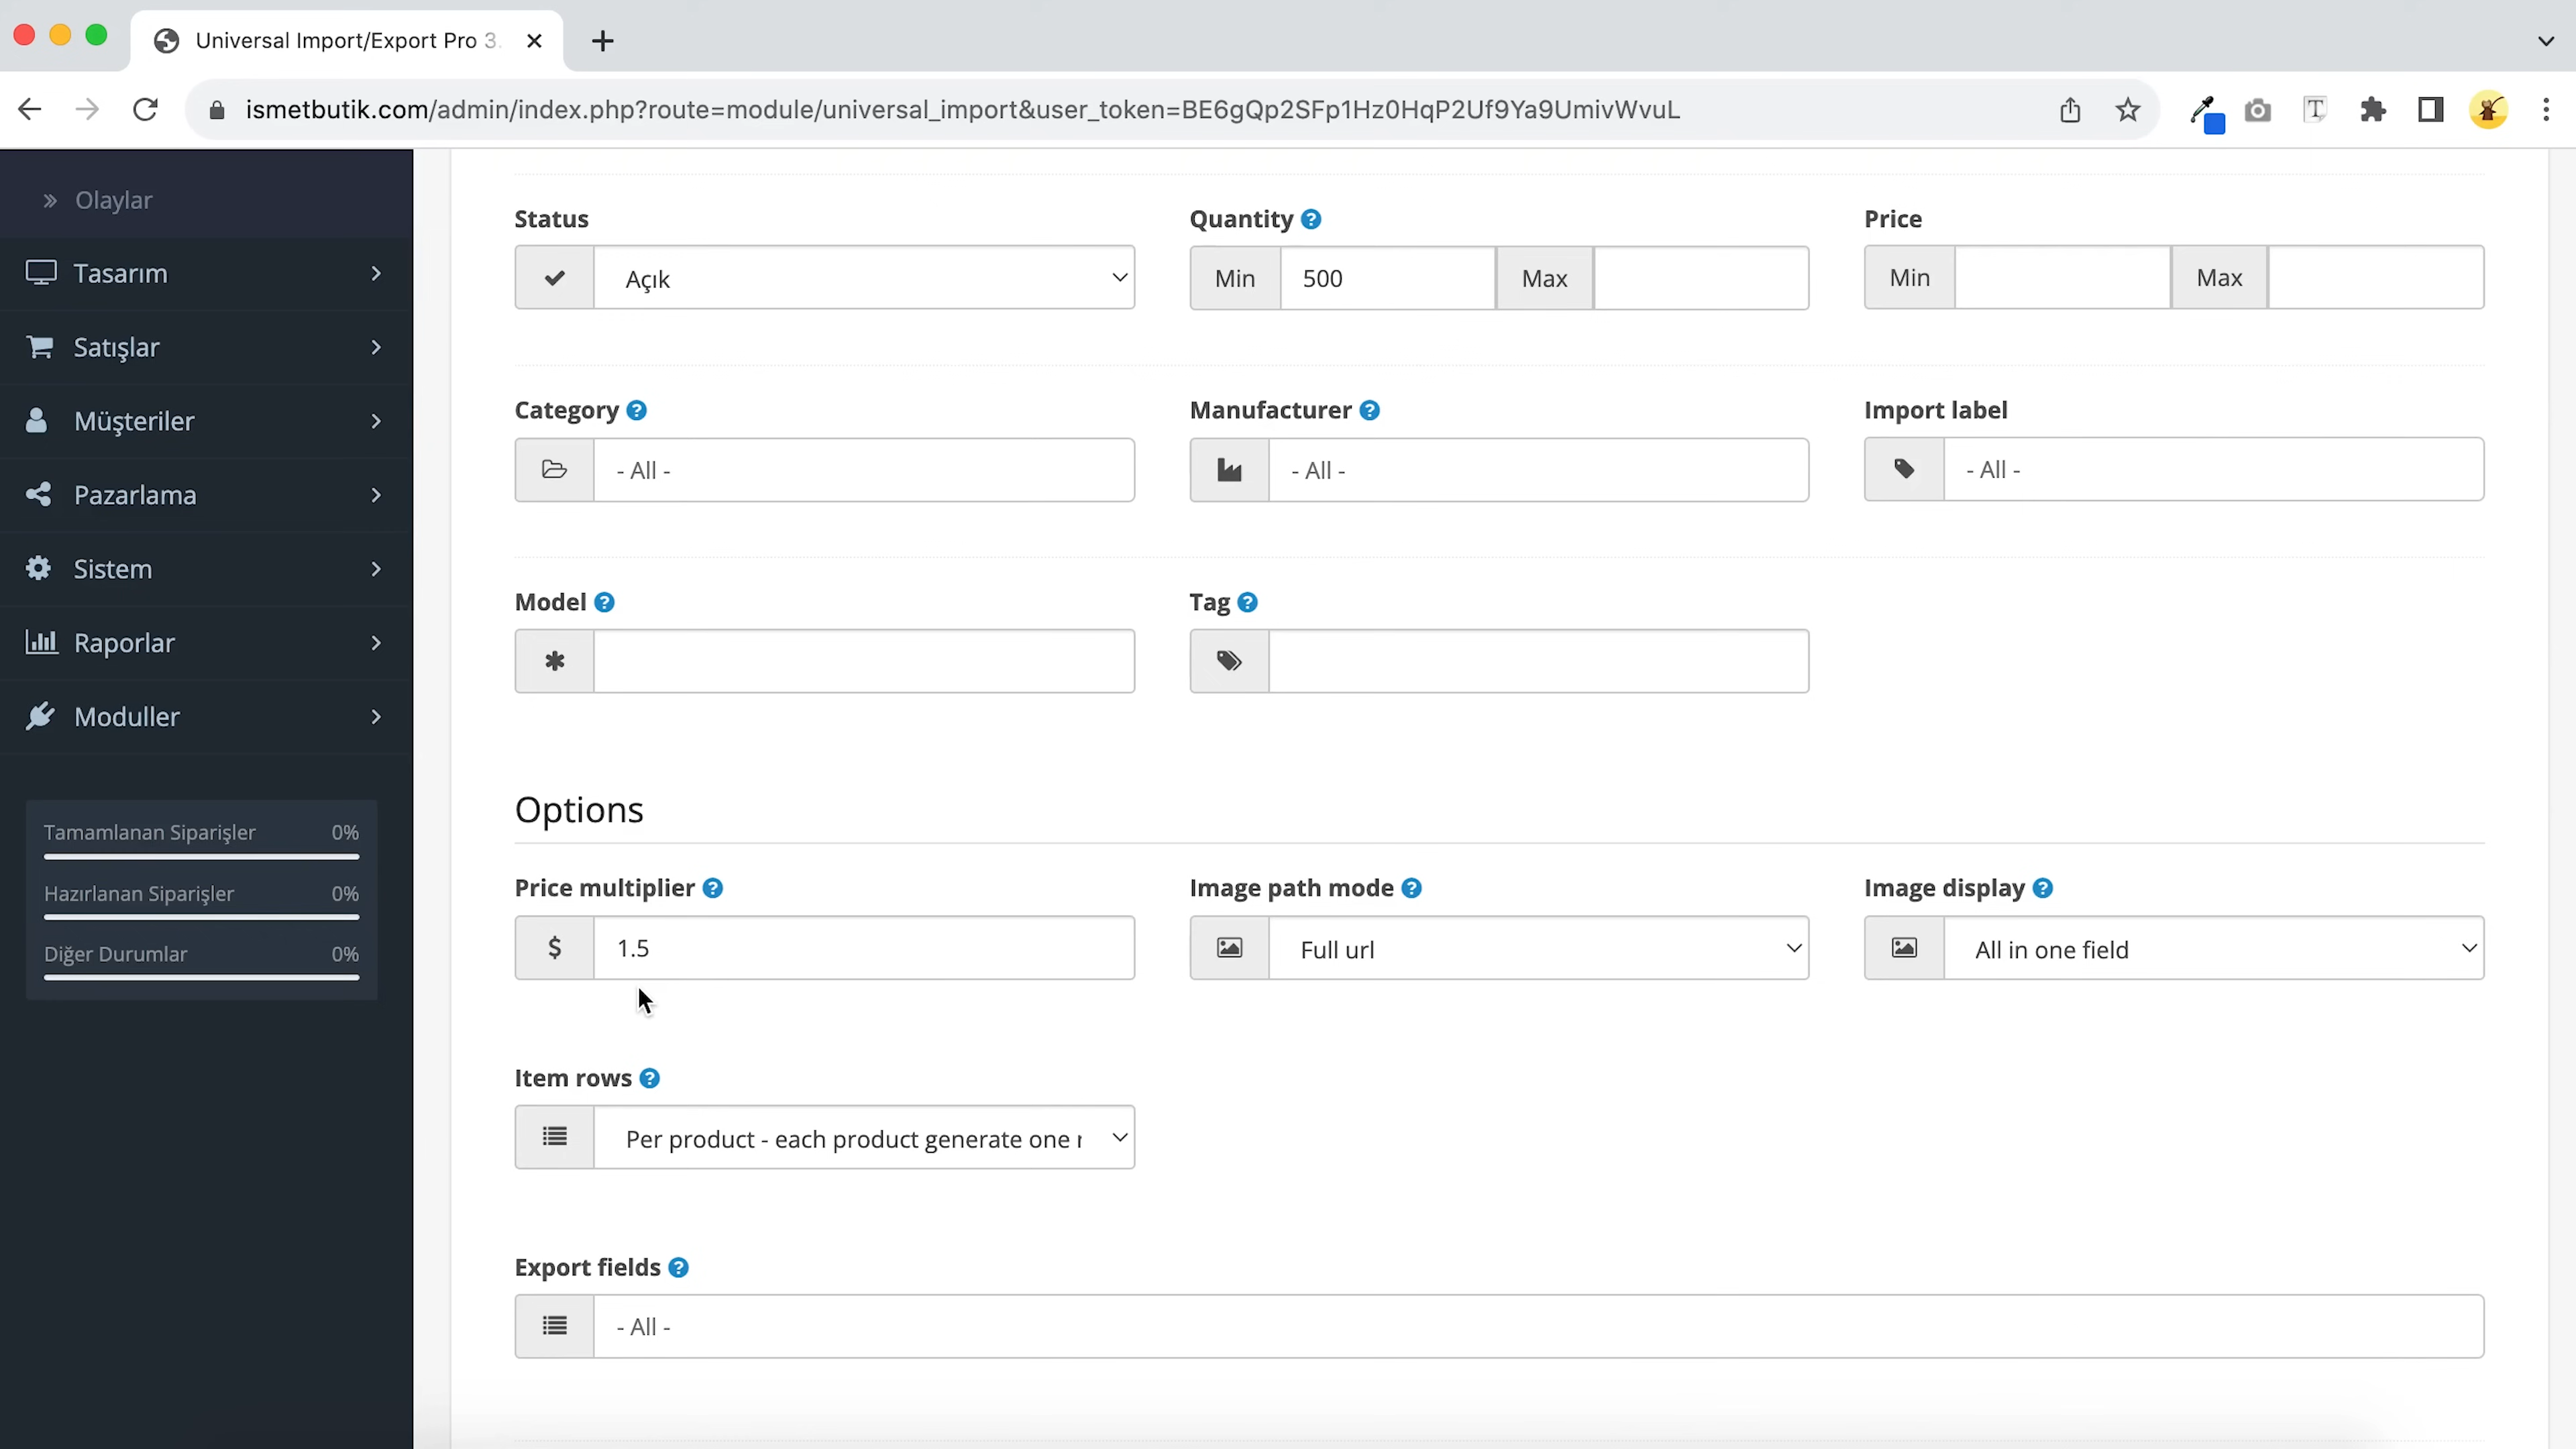 Universal Import/Export Pro 3.
ismetbutik.com/admin/index.php?route=module/universal_import&user_token=BE6gQp2SFp1Hz0HqP2Uf9Ya9UmivWvuL
Olaylar
Tasarım
Satışlar
Müşteriler
Pazarlama
Sistem
Raporlar
Moduller
Tamamlanan Siparişler 0%
Hazırlanan Siparişler 0%
Diğer Durumlar 0%
Status Quantity Price
Açık Min 500 Max Min Max
Category Manufacturer Import label
- All - - All - - All -
Model Tag
Options
Price multiplier Image path mode Image display
$ 1.5 Full url All in one field
Item rows
Per product - each product generate one r
Export fields
- All -